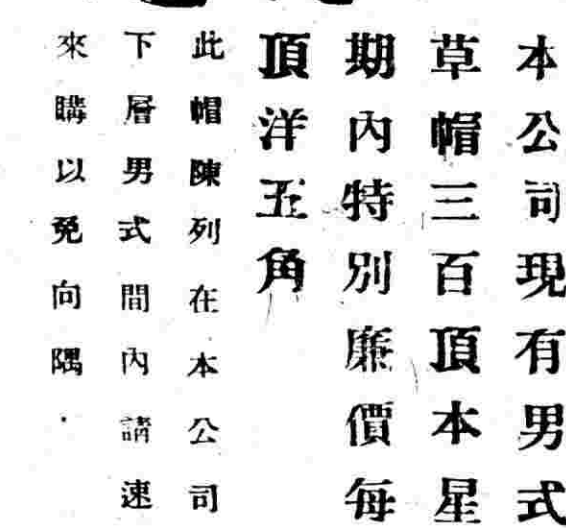 本公司現有男式
草帽三百頂本星
期內特別廉價每
頂洋五角
此帽陳列在本公司
下層男式間內請速
來購以免向隅．